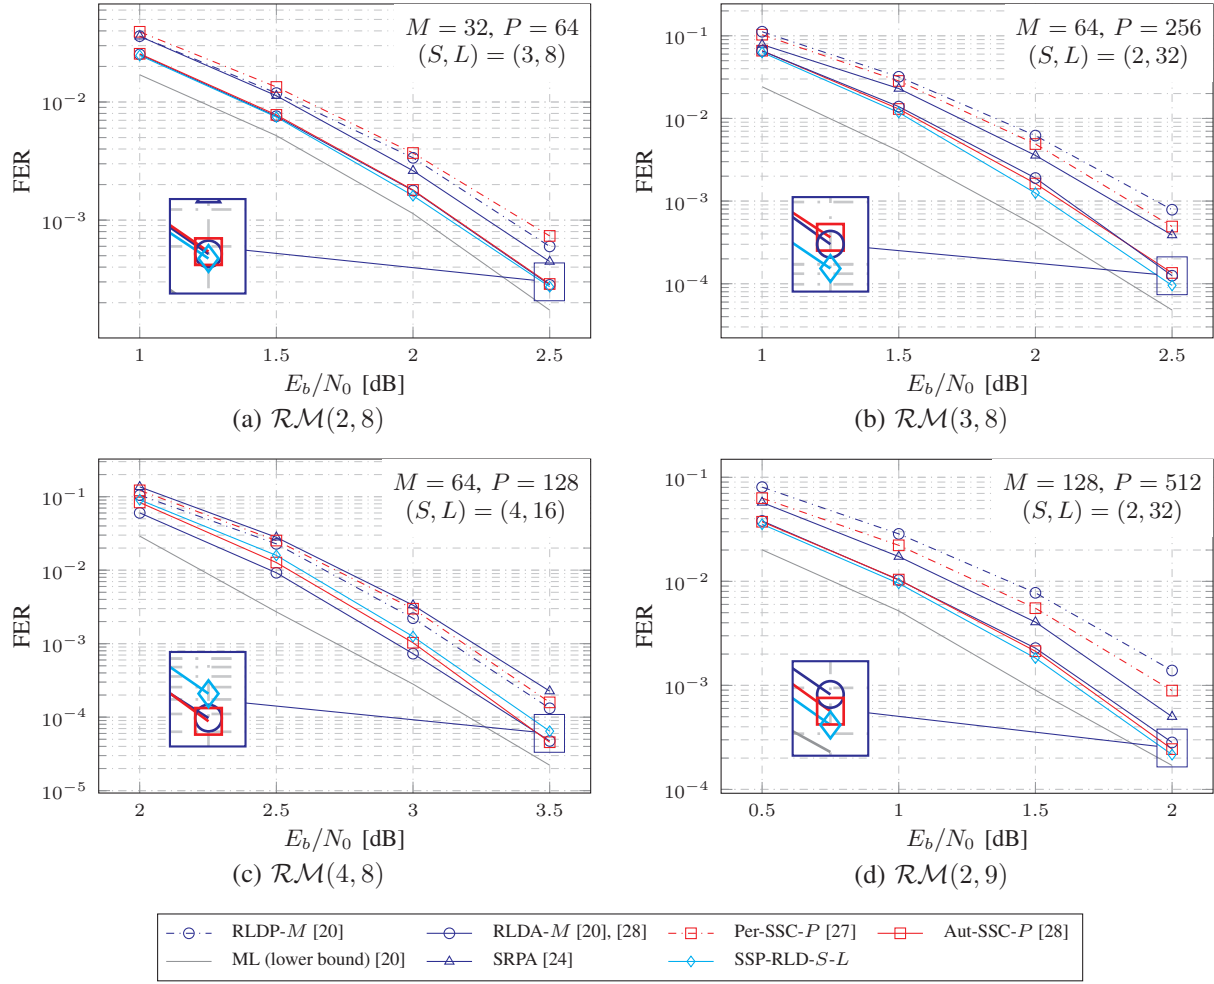 M = 32, P = 64
(S, L) = (3, 8)
10⁻²
10⁻³
FER
1
1.5
2
2.5
E_b/N_0 [dB]
(a) RM(2, 8)
M = 64, P = 256
(S, L) = (2, 32)
10⁻¹
10⁻²
10⁻³
10⁻⁴
FER
1
1.5
2
2.5
E_b/N_0 [dB]
(b) RM(3, 8)
M = 64, P = 128
(S, L) = (4, 16)
10⁻¹
10⁻²
10⁻³
10⁻⁴
10⁻⁵
FER
2
2.5
3
3.5
E_b/N_0 [dB]
(c) RM(4, 8)
M = 128, P = 512
(S, L) = (2, 32)
10⁻¹
10⁻²
10⁻³
10⁻⁴
FER
0.5
1
1.5
2
E_b/N_0 [dB]
(d) RM(2, 9)
RLDP-M [20]
RLDA-M [20], [28]
Per-SSC-P [27]
Aut-SSC-P [28]
ML (lower bound) [20]
SRPA [24]
SSP-RLD-S-L